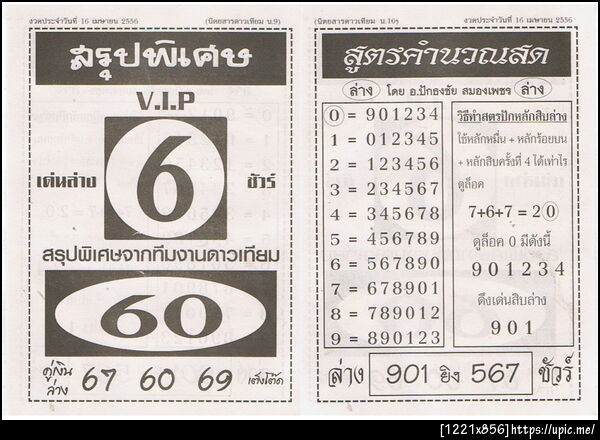 งวดประจำวันที่ 16 เมษายน 2556 (นิตยสารดาวเทียม น.9)
สรุปพิเศษ
V.I.P
6
เด่นล่าง ชัวร์
สรุปพิเศษจากทีมงานดาวเทียม
60
คู่เงินล่าง 67 60 69 เต็งโต๊ด
(นิตยสารดาวเทียม น.10) งวดประจำวันที่ 16 เมษายน 2556
สูตรคำนวณสด
ล่าง โดย อ.ปักธงชัย สมองเพชร ล่าง
0 = 901234
1 = 012345
2 = 123456
3 = 234567
4 = 345678
5 = 456789
6 = 567890
7 = 678901
8 = 789012
9 = 890123
วิธีทำสตรปักหลักสิบล่าง
ใช้หลักหมื่น + หลักร้อยบน
+ หลักสิบครั้งที่ 4 ได้เท่าไร
ดูล็อค
7+6+7 = 20
ดูล็อค 0 มีดังนี้
901234
ดึงเด่นสิบล่าง
901
ล่าง 901 ยิง 567 ชัวร์
[1221x856]https://upic.me/